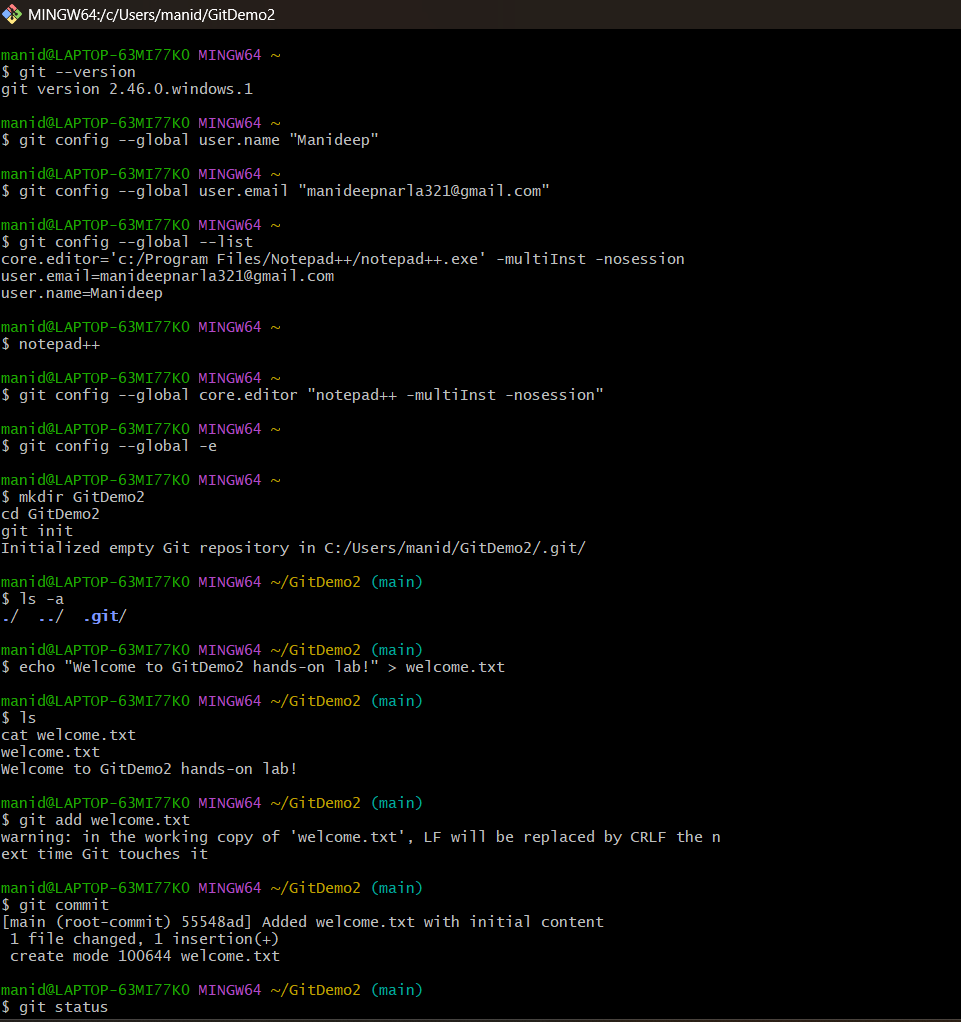 MINGW64:/c/Users/manid/GitDemo2
manid@LAPTOP-63MI77KO MINGW64 ~
$ git --version
git version 2.46.0.windows.1
manid@LAPTOP-63MI77KO MINGW64 ~
$ git config --global user.name "Manideep"
manid@LAPTOP-63MI77KO MINGW64 ~
$ git config --global user.email "manideepnarla321@gmail.com"
manid@LAPTOP-63MI77KO MINGW64 ~
$ git config --global --list
core.editor='c:/Program Files/Notepad++/notepad++.exe' -multiInst -nosession
user.email=manideepnarla321@gmail.com
user.name=Manideep
manid@LAPTOP-63MI77KO MINGW64 ~
$ notepad++
manid@LAPTOP-63MI77KO MINGW64 ~
$ git config --global core.editor "notepad++ -multiInst -nosession"
manid@LAPTOP-63MI77KO MINGW64 ~
$ git config --global -e
manid@LAPTOP-63MI77KO MINGW64 ~
$ mkdir GitDemo2
cd GitDemo2
git init
Initialized empty Git repository in C:/Users/manid/GitDemo2/.git/
manid@LAPTOP-63MI77KO MINGW64 ~/GitDemo2 (main)
$ ls -a
./  ../  .git/
manid@LAPTOP-63MI77KO MINGW64 ~/GitDemo2 (main)
$ echo "Welcome to GitDemo2 hands-on lab!" > welcome.txt
manid@LAPTOP-63MI77KO MINGW64 ~/GitDemo2 (main)
$ ls
cat welcome.txt
welcome.txt
Welcome to GitDemo2 hands-on lab!
manid@LAPTOP-63MI77KO MINGW64 ~/GitDemo2 (main)
$ git add welcome.txt
warning: in the working copy of 'welcome.txt', LF will be replaced by CRLF the n
ext time Git touches it
manid@LAPTOP-63MI77KO MINGW64 ~/GitDemo2 (main)
$ git commit
[main (root-commit) 55548ad] Added welcome.txt with initial content
 1 file changed, 1 insertion(+)
 create mode 100644 welcome.txt
manid@LAPTOP-63MI77KO MINGW64 ~/GitDemo2 (main)
$ git status